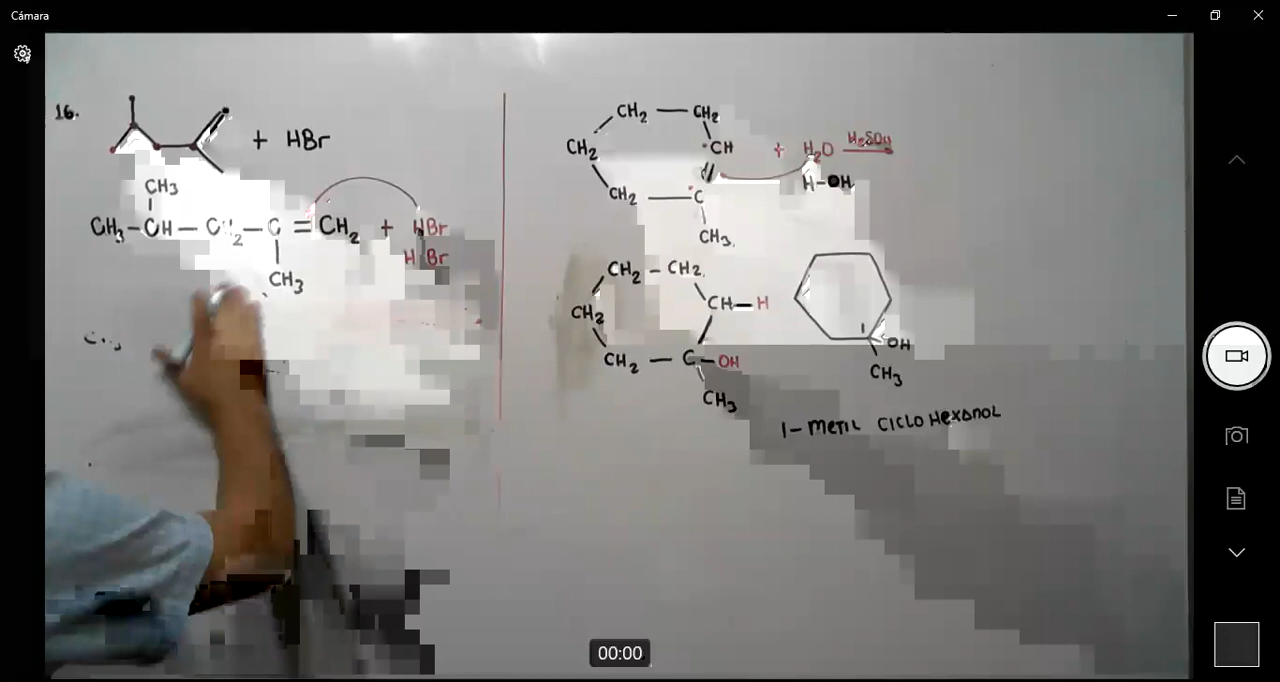 Cámara
16.
+ HBr
CH3
CH3-CH-CH2-C=CH2 + HBr
H Br
CH3
CH2-CH2
CH2
CH
+ H2O H2SO4
H-OH
CH2-C
CH3
CH2-CH2
CH2
CH-H
CH2-C-OH
CH3
1
OH
CH3
1-METIL CICLOHEXANOL
00:00